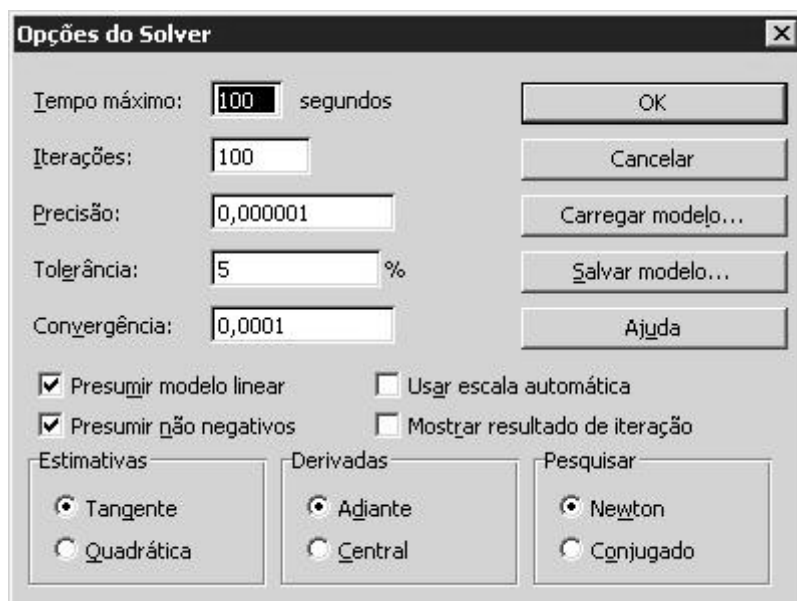 Opções do Solver
Tempo máximo: 100 segundos OK
Iterações: 100 Cancelar
Precisão: 0,000001 Carregar modelo...
Tolerância: 5 % Salvar modelo...
Convergência: 0,0001 Ajuda
Presumir modelo linear Usar escala automática
Presumir não negativos Mostrar resultado de iteração
Estimativas Derivadas Pesquisar
Tangente Adiante Newton
Quadrática Central Conjugado